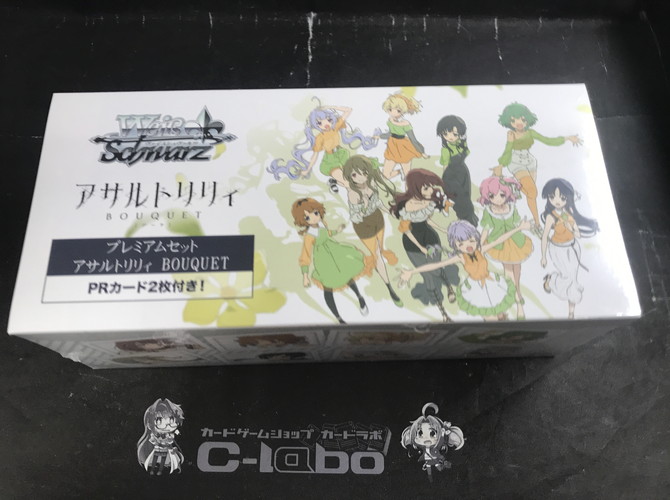 Weiß
Schwarz
アサルトリリィ
BOUQUET
プレミアムセット
アサルトリリィ BOUQUET
PRカード2枚付き!
カードゲームショップ カードラボ
C-labo